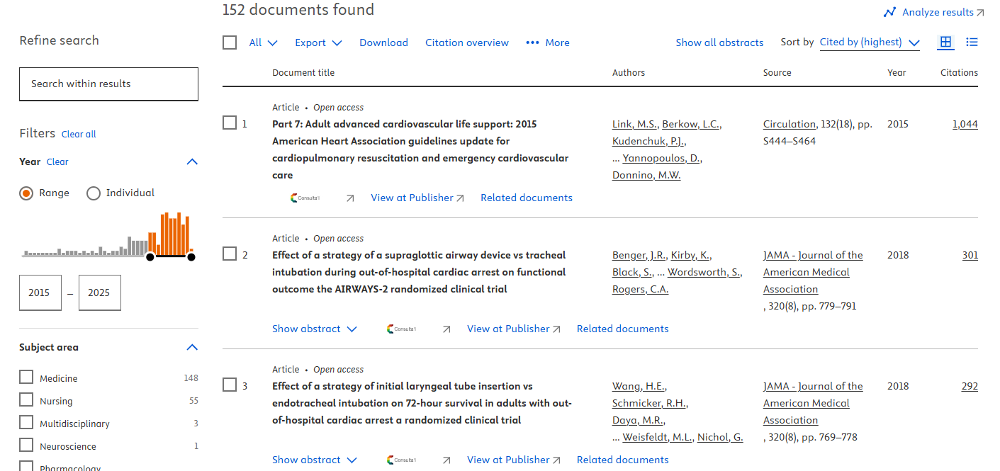 152 documents found
Analyze results
Refine search
All Export Download Citation overview ••• More Show all abstracts Sort by Cited by (highest)
Search within results
Document title Authors Source Year Citations
Filters Clear all
Year Clear
Range Individual
2015 – 2025
Subject area
Medicine 148
Nursing 55
Multidisciplinary 3
Neuroscience 1
Pharmacology
Article • Open access
1 Part 7: Adult advanced cardiovascular life support: 2015
American Heart Association guidelines update for
cardiopulmonary resuscitation and emergency cardiovascular
care
Link, M.S., Berkow, L.C.,
Kudenchuk, P.J.,
... Yannopoulos, D.,
Donnino, M.W.
Circulation, 132(18), pp.
S444–S464
2015
1,044
Consulta'l View at Publisher Related documents
Article • Open access
2 Effect of a strategy of a supraglottic airway device vs tracheal
intubation during out-of-hospital cardiac arrest on functional
outcome the AIRWAYS-2 randomized clinical trial
Benger, J.R., Kirby, K.,
Black, S., ... Wordsworth, S.,
Rogers, C.A.
JAMA - Journal of the
American Medical
Association
, 320(8), pp. 779–791
2018
301
Show abstract Consulta'l View at Publisher Related documents
Article • Open access
3 Effect of a strategy of initial laryngeal tube insertion vs
endotracheal intubation on 72-hour survival in adults with out-
of-hospital cardiac arrest a randomized clinical trial
Wang, H.E.,
Schmicker, R.H.,
Daya, M.R.,
... Weisfeldt, M.L., Nichol, G.
JAMA - Journal of the
American Medical
Association
, 320(8), pp. 769–778
2018
292
Show abstract Consulta'l View at Publisher Related documents